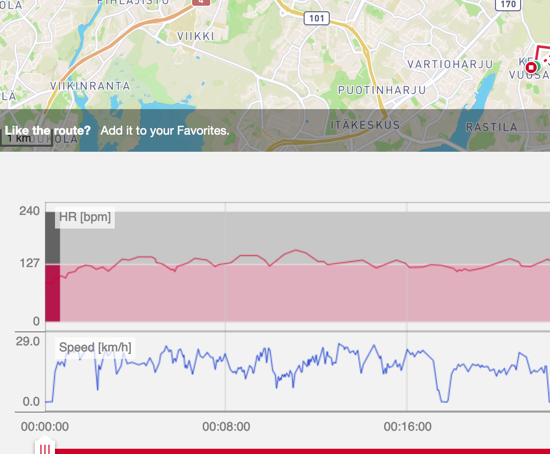 PIHLAJISTO
4
101
170
OLA
VIIKKI
VARTIOHARJU
VIIKINRANTA
PUOTINHARJU
Like the route? Add it to your Favorites.
ITÄKESKUS
RASTILA
1 km
240
HR [bpm]
127
0
29.0
Speed [km/h]
0.0
00:00:00
00:08:00
00:16:00